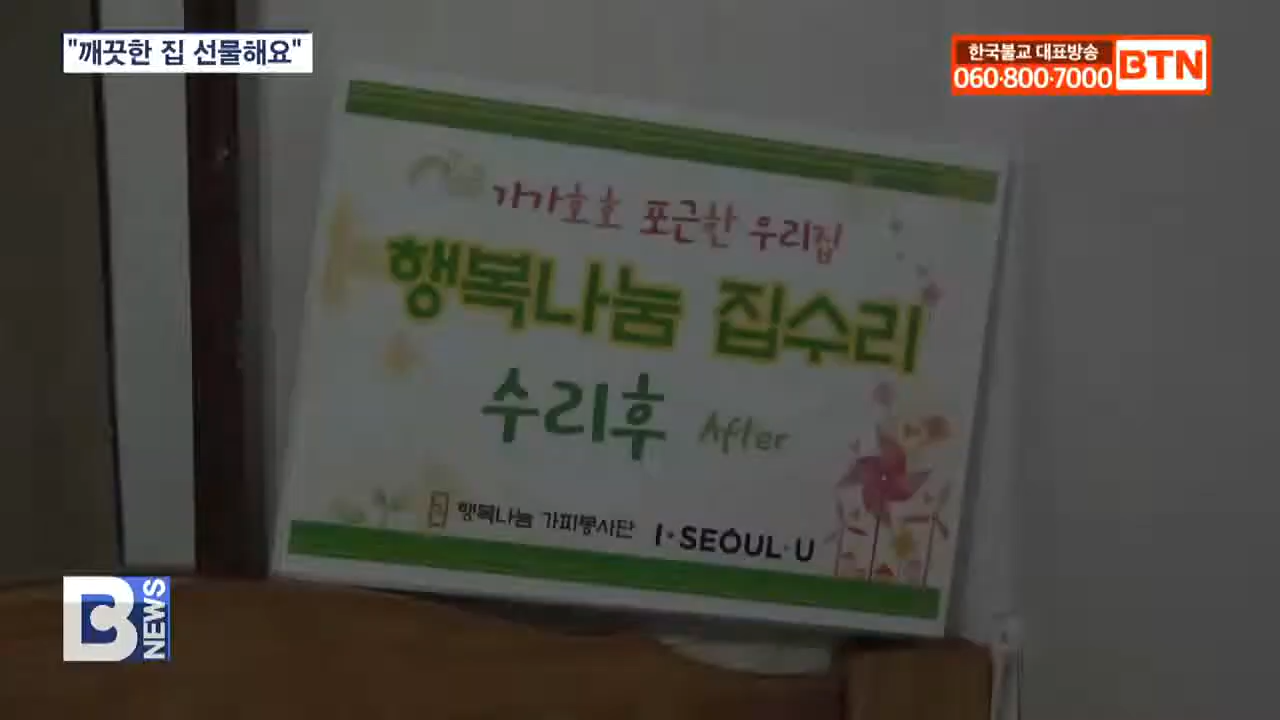 "깨끗한 집 선물해요"
한국불교 대표방송
060·800·7000
BTN
가가호호 포근한 우리집
행복나눔 집수리
수리후 After
행복나눔 가피봉사단 I·SEOUL·U
B NEWS